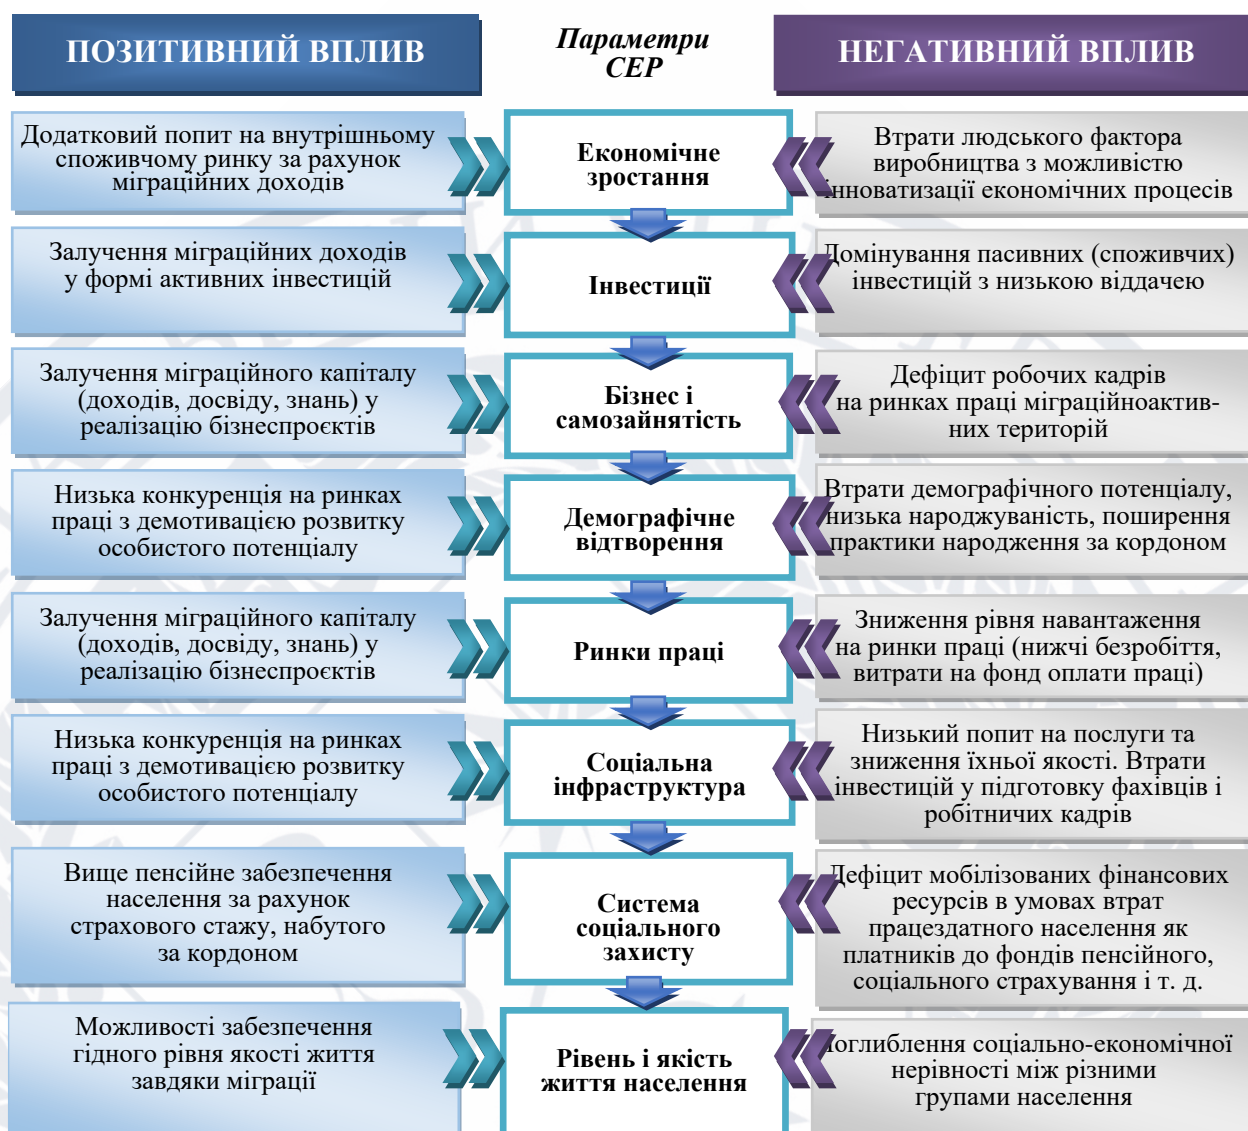 ПОЗИТИВНИЙ ВПЛИВ
Параметри
СЕР
НЕГАТИВНИЙ ВПЛИВ
Додатковий попит на внутрішньому
споживчому ринку за рахунок
міграційних доходів
Економічне
зростання
Втрати людського фактора
виробництва з можливістю
інноватизації економічних процесів
Залучення міграційних доходів
у формі активних інвестицій
Інвестиції
Домінування пасивних (споживчих)
інвестицій з низькою віддачею
Залучення міграційного капіталу
(доходів, досвіду, знань) у
реалізацію бізнеспроєктів
Бізнес і
самозайнятість
Дефіцит робочих кадрів
на ринках праці міграційноактив-
них територій
Низька конкуренція на ринках
праці з демотивацією розвитку
особистого потенціалу
Демографічне
відтворення
Втрати демографічного потенціалу,
низька народжуваність, поширення
практики народження за кордоном
Залучення міграційного капіталу
(доходів, досвіду, знань) у
реалізацію бізнеспроєктів
Ринки праці
Зниження рівня навантаження
на ринки праці (нижчі безробіття,
витрати на фонд оплати праці)
Низька конкуренція на ринках
праці з демотивацією розвитку
особистого потенціалу
Соціальна
інфраструктура
Низький попит на послуги та
зниження їхньої якості. Втрати
інвестицій у підготовку фахівців і
робітничих кадрів
Вище пенсійне забезпечення
населення за рахунок
страхового стажу, набутого
за кордоном
Система
соціального
захисту
Дефіцит мобілізованих фінансових
ресурсів в умовах втрат
працездатного населення як
платників до фондів пенсійного,
соціального страхування і т. д.
Можливості забезпечення
гідного рівня якості життя
завдяки міграції
Рівень і якість
життя населення
Поглиблення соціально-економічної
нерівності між різними
групами населення